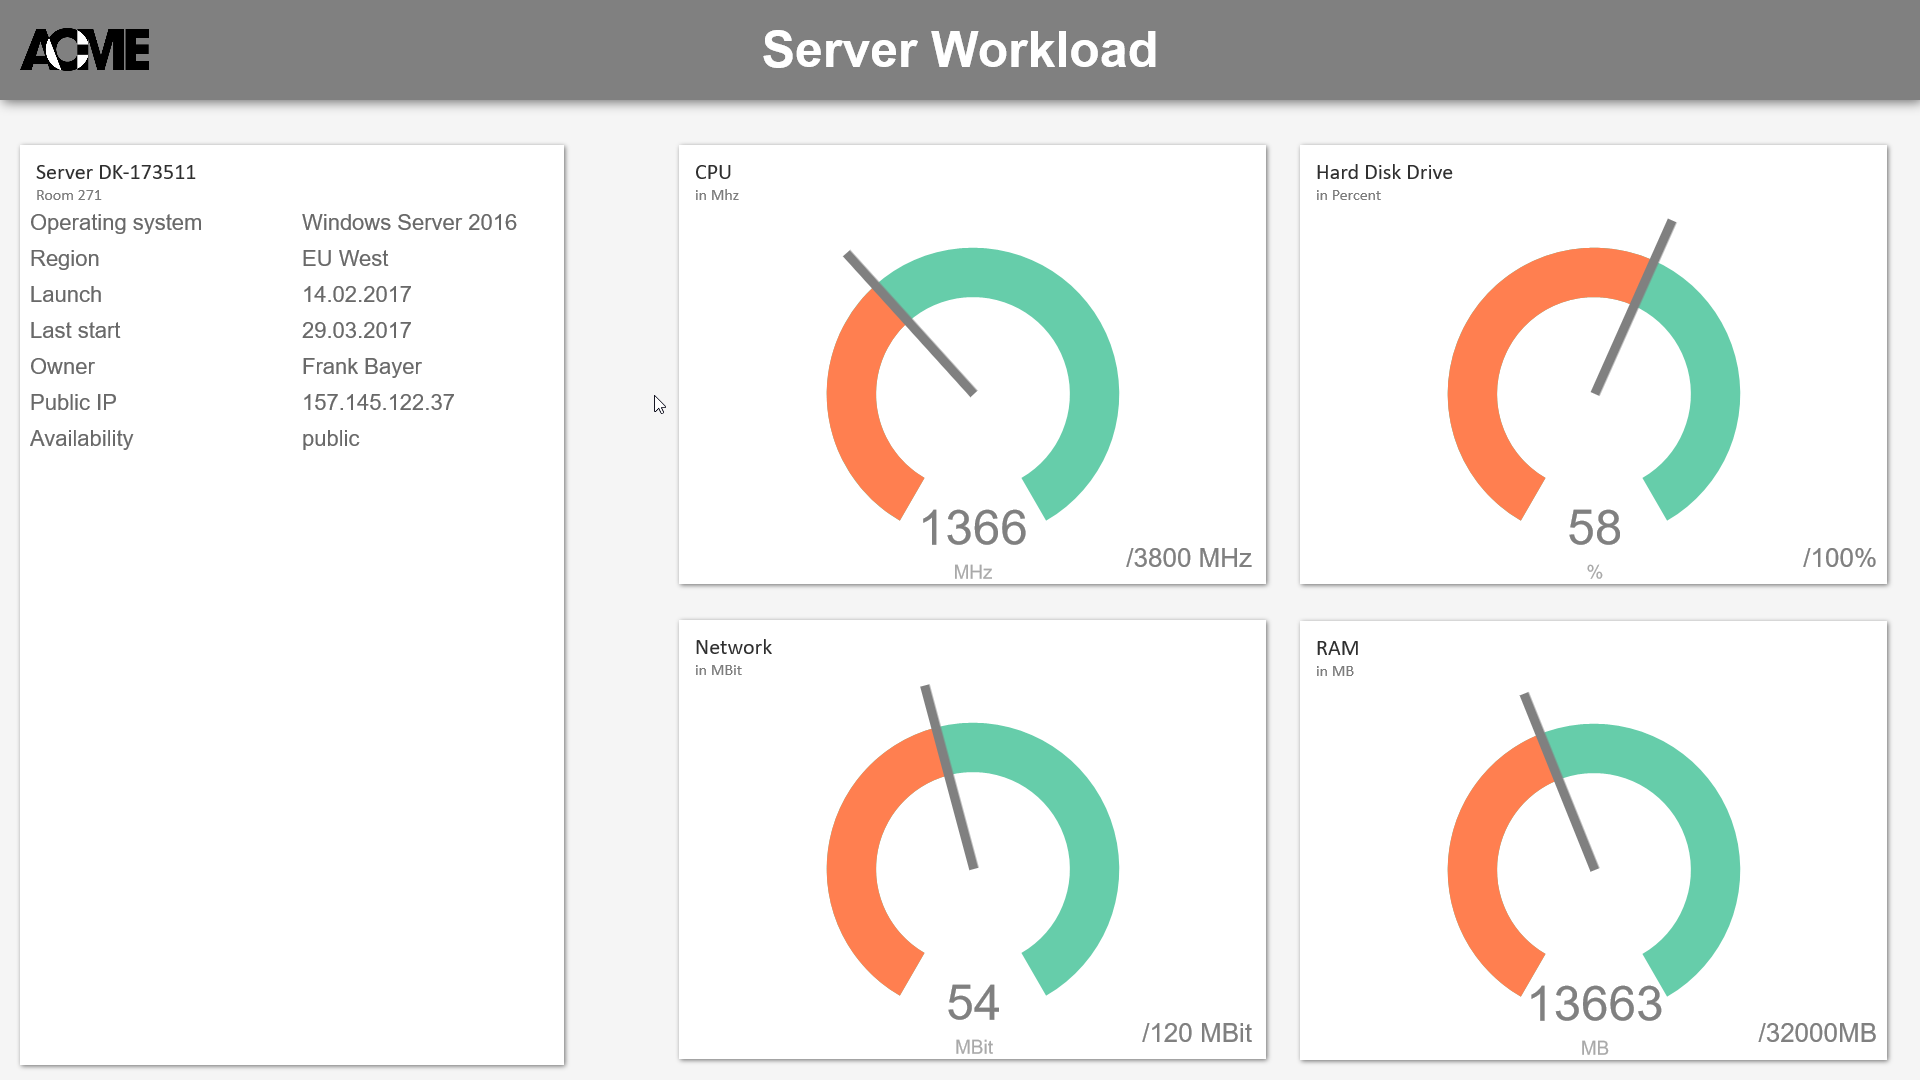 ACME
Server Workload
Server DK-173511
Room 271
Operating system Windows Server 2016
Region EU West
Launch 14.02.2017
Last start 29.03.2017
Owner Frank Bayer
Public IP 157.145.122.37
Availability public
CPU
in Mhz
1366
MHz
/3800 MHz
Hard Disk Drive
in Percent
58
%
/100%
Network
in MBit
54
MBit
/120 MBit
RAM
in MB
13663
MB
/32000MB